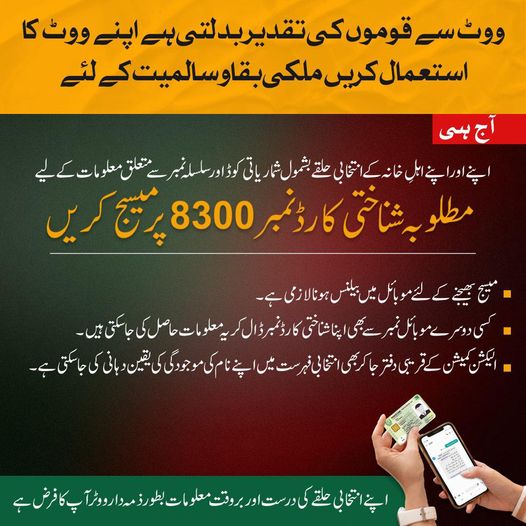 ووٹ سے قوموں کی تقدیر بدلتی ہے اپنے ووٹ کا
استعمال کریں ملکی بقا و سالمیت کے لئے
آج ہی
اپنے اور اپنے اہلِ خانہ کے انتخابی حلقے بشمول شماریاتی کوڈ اور سلسلہ نمبر سے متعلق معلومات کے لیے
مطلوبہ شناختی کارڈ نمبر 8300 پر میسج کریں
میسج بھیجنے کے لئے موبائل میں بیلنس ہونا لازمی ہے۔
کسی دوسرے موبائل نمبر سے بھی اپنا شناختی کارڈ نمبر ڈال کر یہ معلومات حاصل کی جاسکتی ہیں۔
الیکشن کمیشن کے قریبی دفتر جا کر بھی انتخابی فہرست میں اپنے نام کی موجودگی کی یقین دہانی کی جاسکتی ہے۔
اپنے انتخابی حلقے کی درست اور بروقت معلومات بطور ذمہ دار ووٹر آپ کا فرض ہے